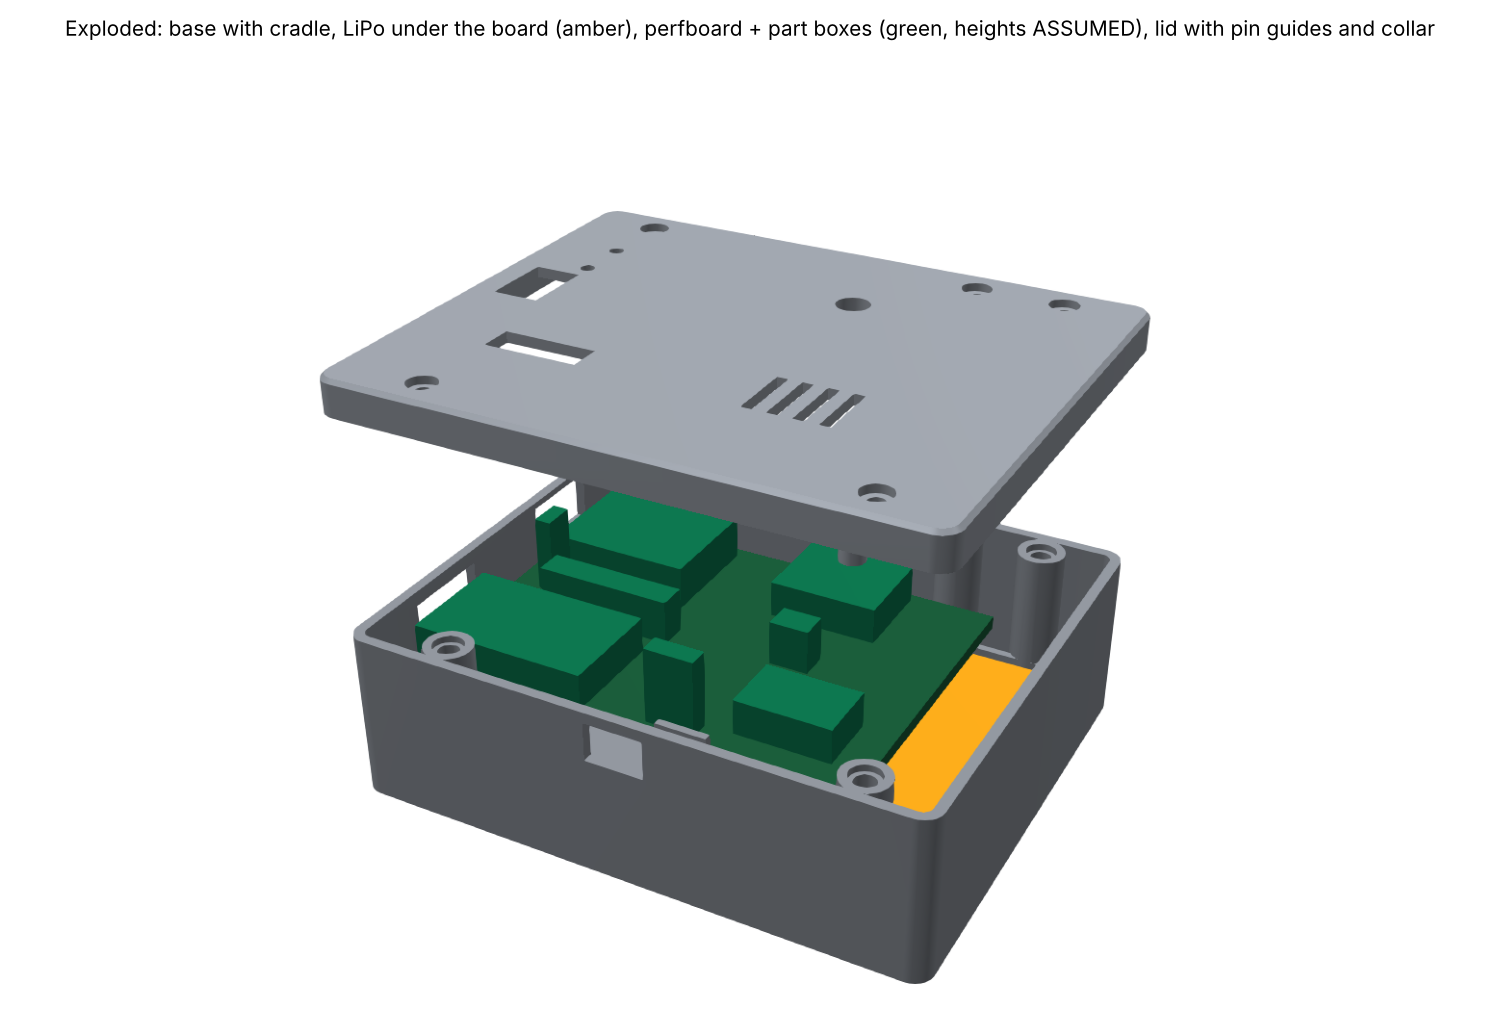 Exploded: base with cradle, LiPo under the board (amber), perfboard + part boxes (green, heights ASSUMED), lid with pin guides and collar